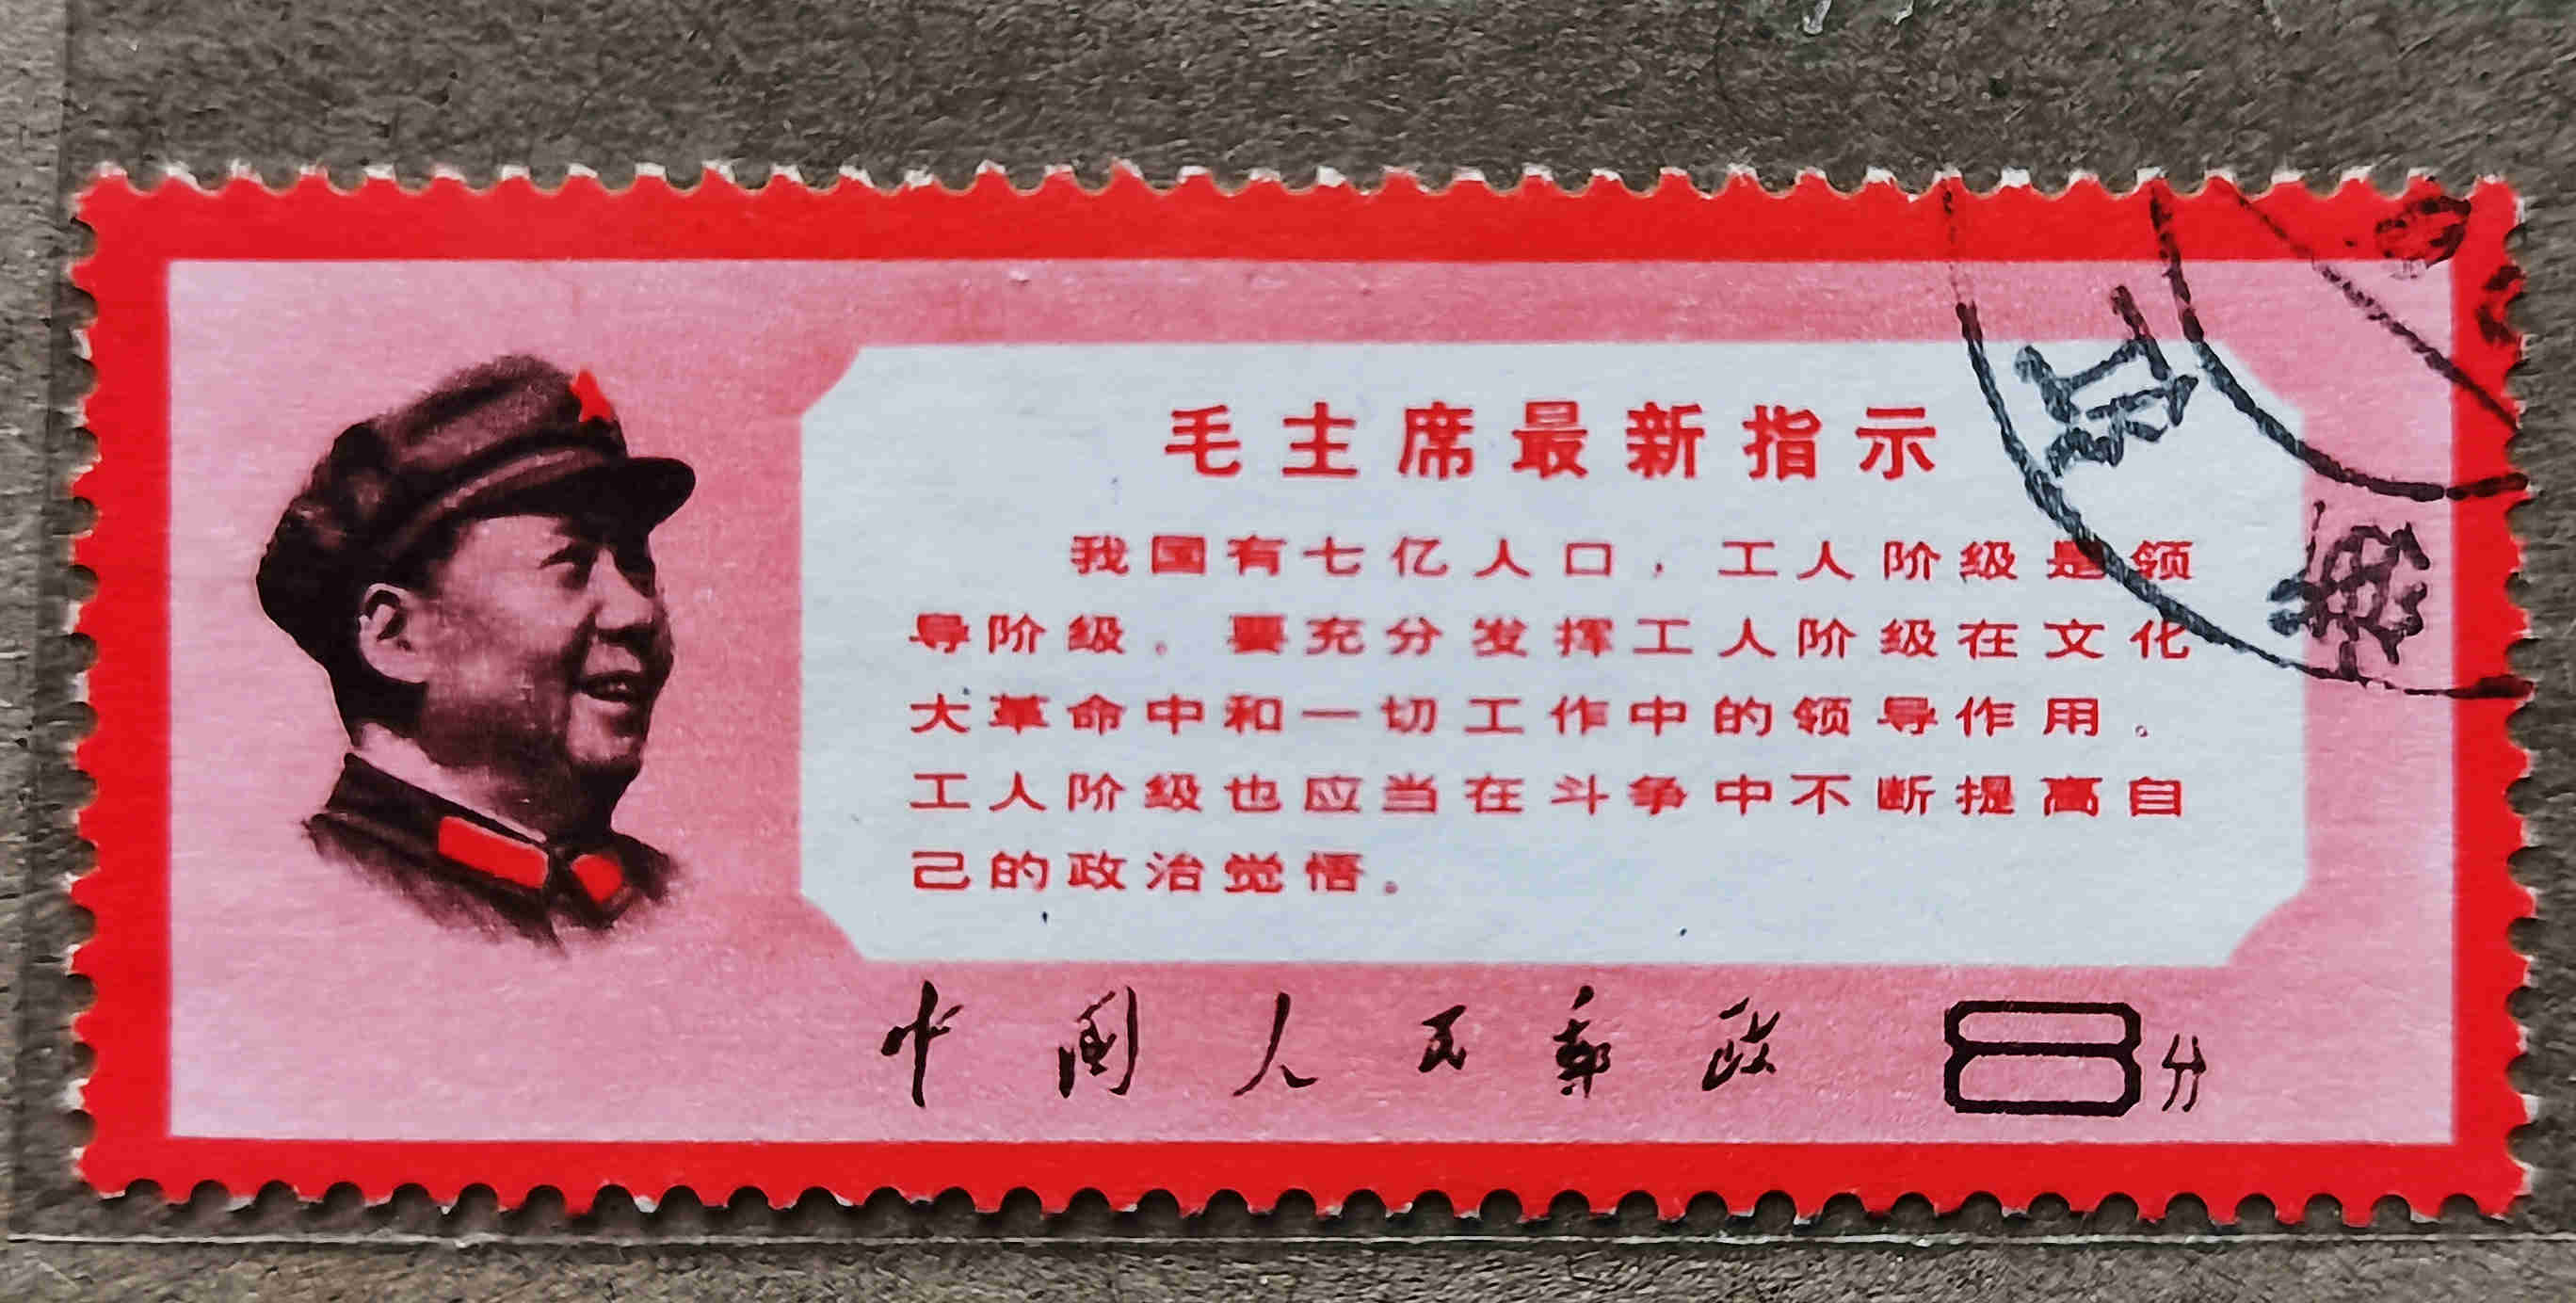 毛主席最新指示
我国有七亿人口，工人阶级是领
导阶级。要充分发挥工人阶级在文化
大革命中和一切工作中的领导作用。
工人阶级也应当在斗争中不断提高自
己的政治觉悟。
中国人民邮政 8分